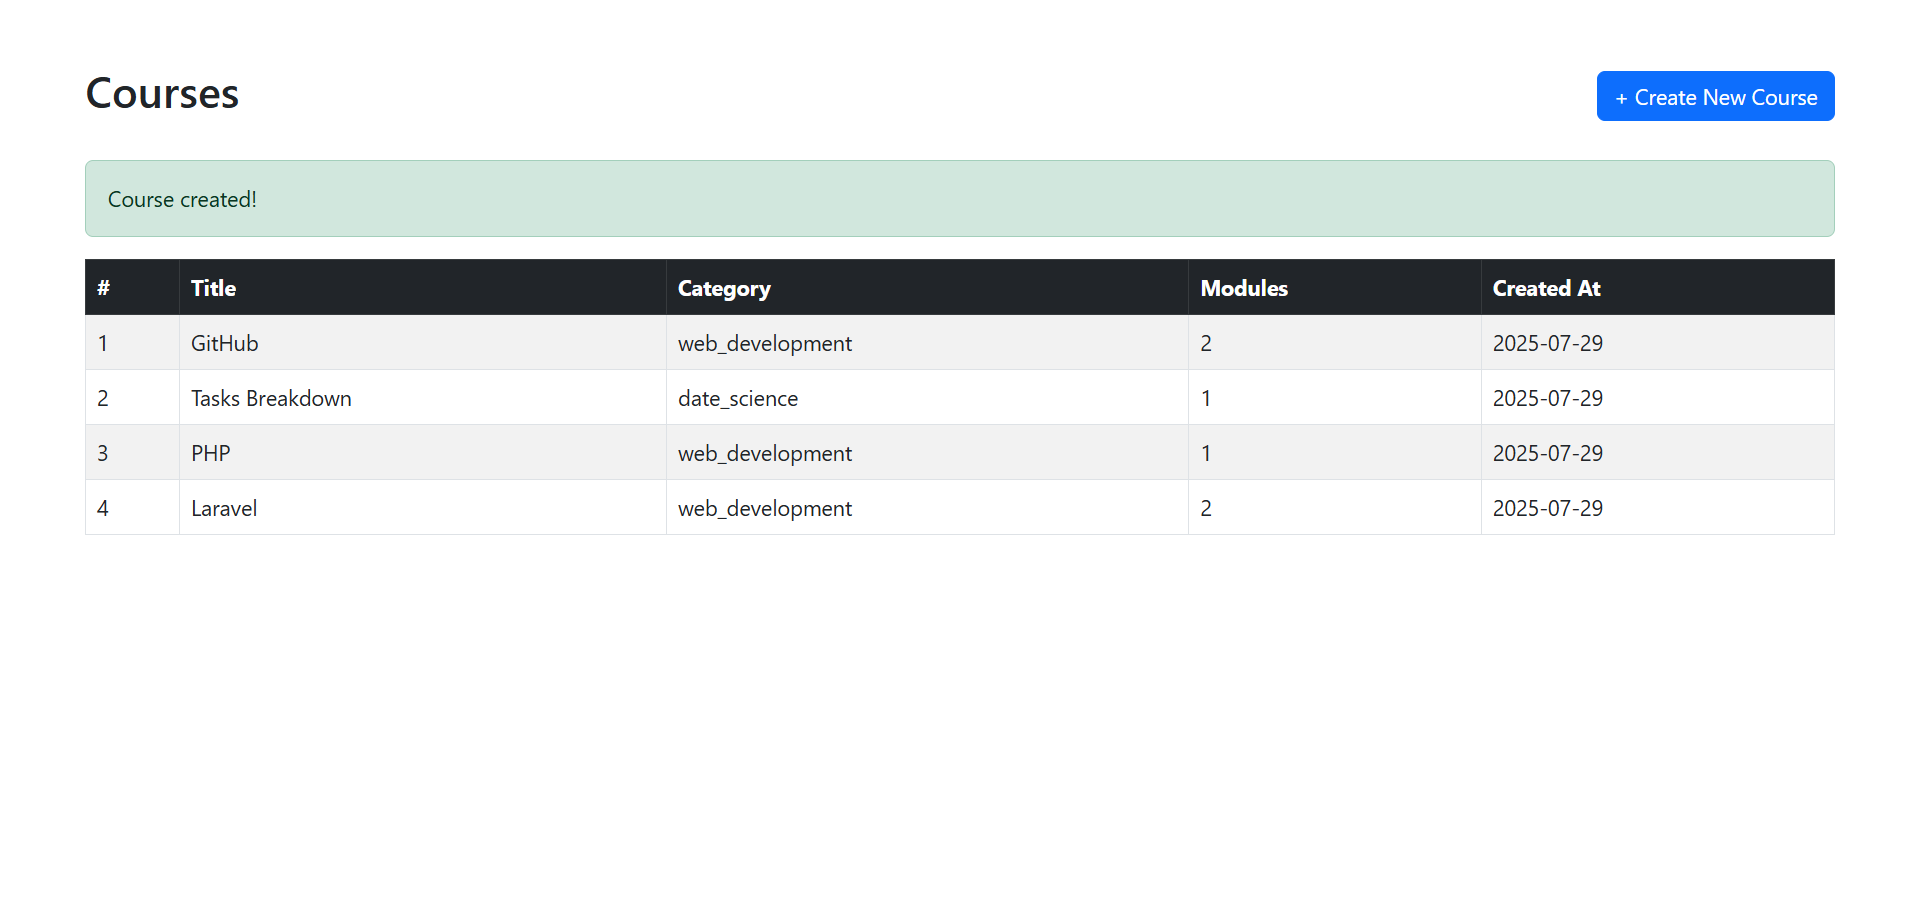 Courses
+ Create New Course
Course created!
# Title Category Modules Created At
1 GitHub web_development 2 2025-07-29
2 Tasks Breakdown date_science 1 2025-07-29
3 PHP web_development 1 2025-07-29
4 Laravel web_development 2 2025-07-29